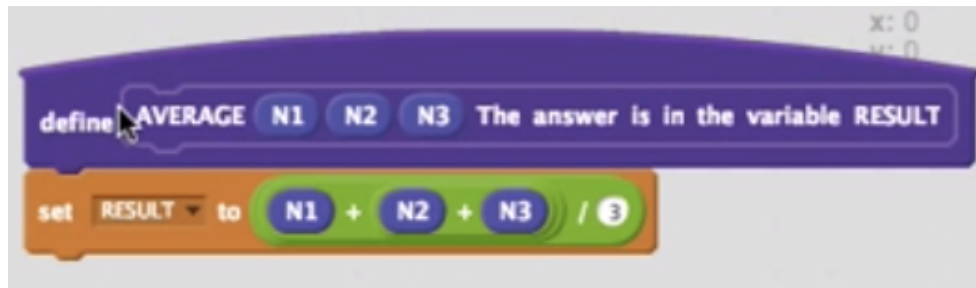 x: 0
y: 0
define AVERAGE N1 N2 N3 The answer is in the variable RESULT
set RESULT to N1 + N2 + N3 / 3